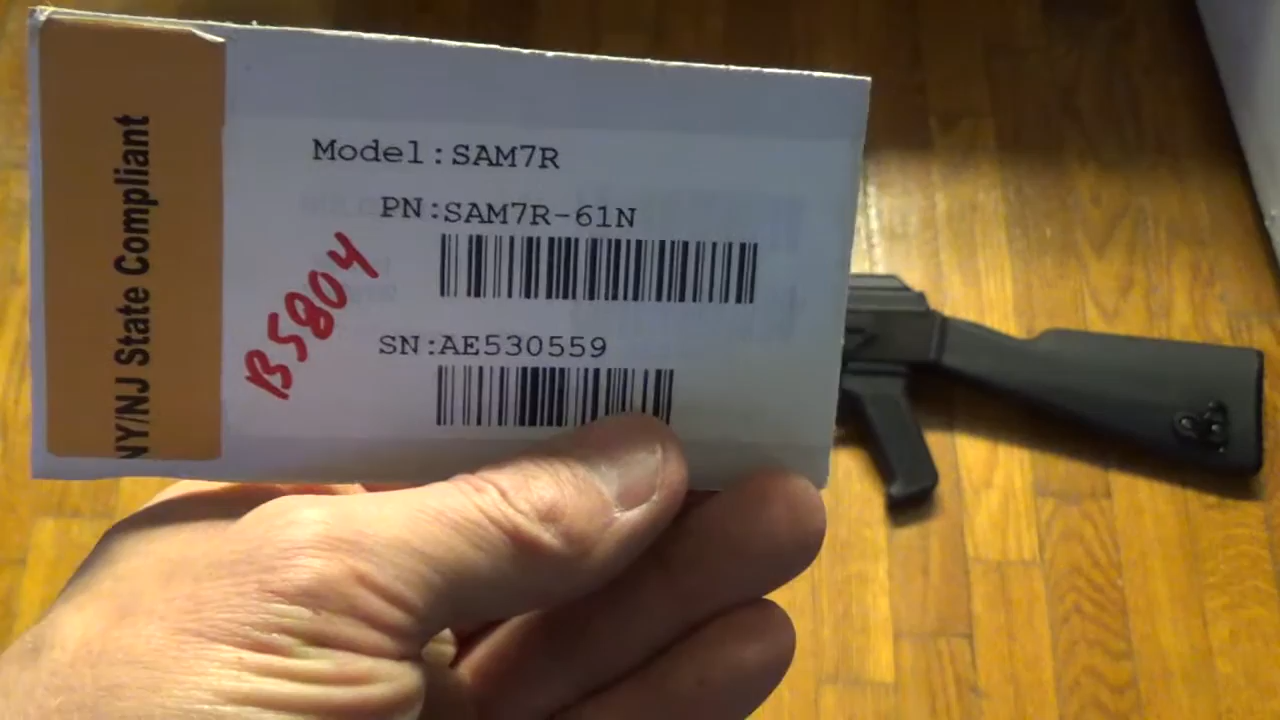 NY/NJ State Compliant
Model:SAM7R
PN:SAM7R-61N
B5804
SN:AE530559